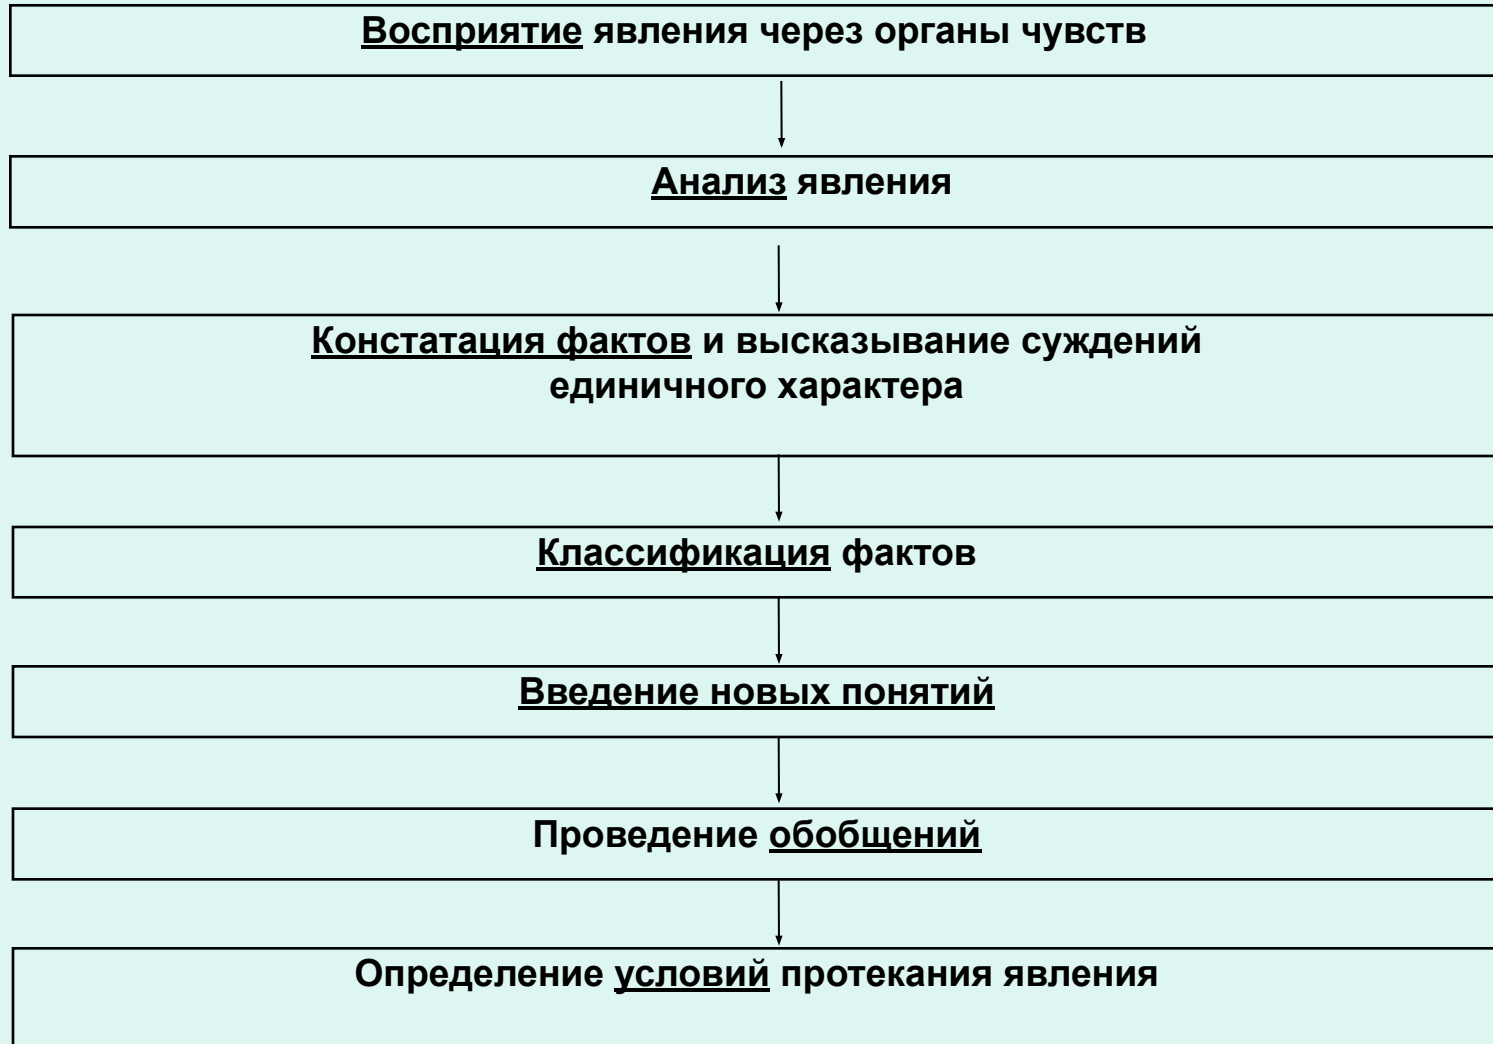 Восприятие явления через органы чувств
Анализ явления
Констатация фактов и высказывание суждений
единичного характера
Классификация фактов
Введение новых понятий
Проведение обобщений
Определение условий протекания явления